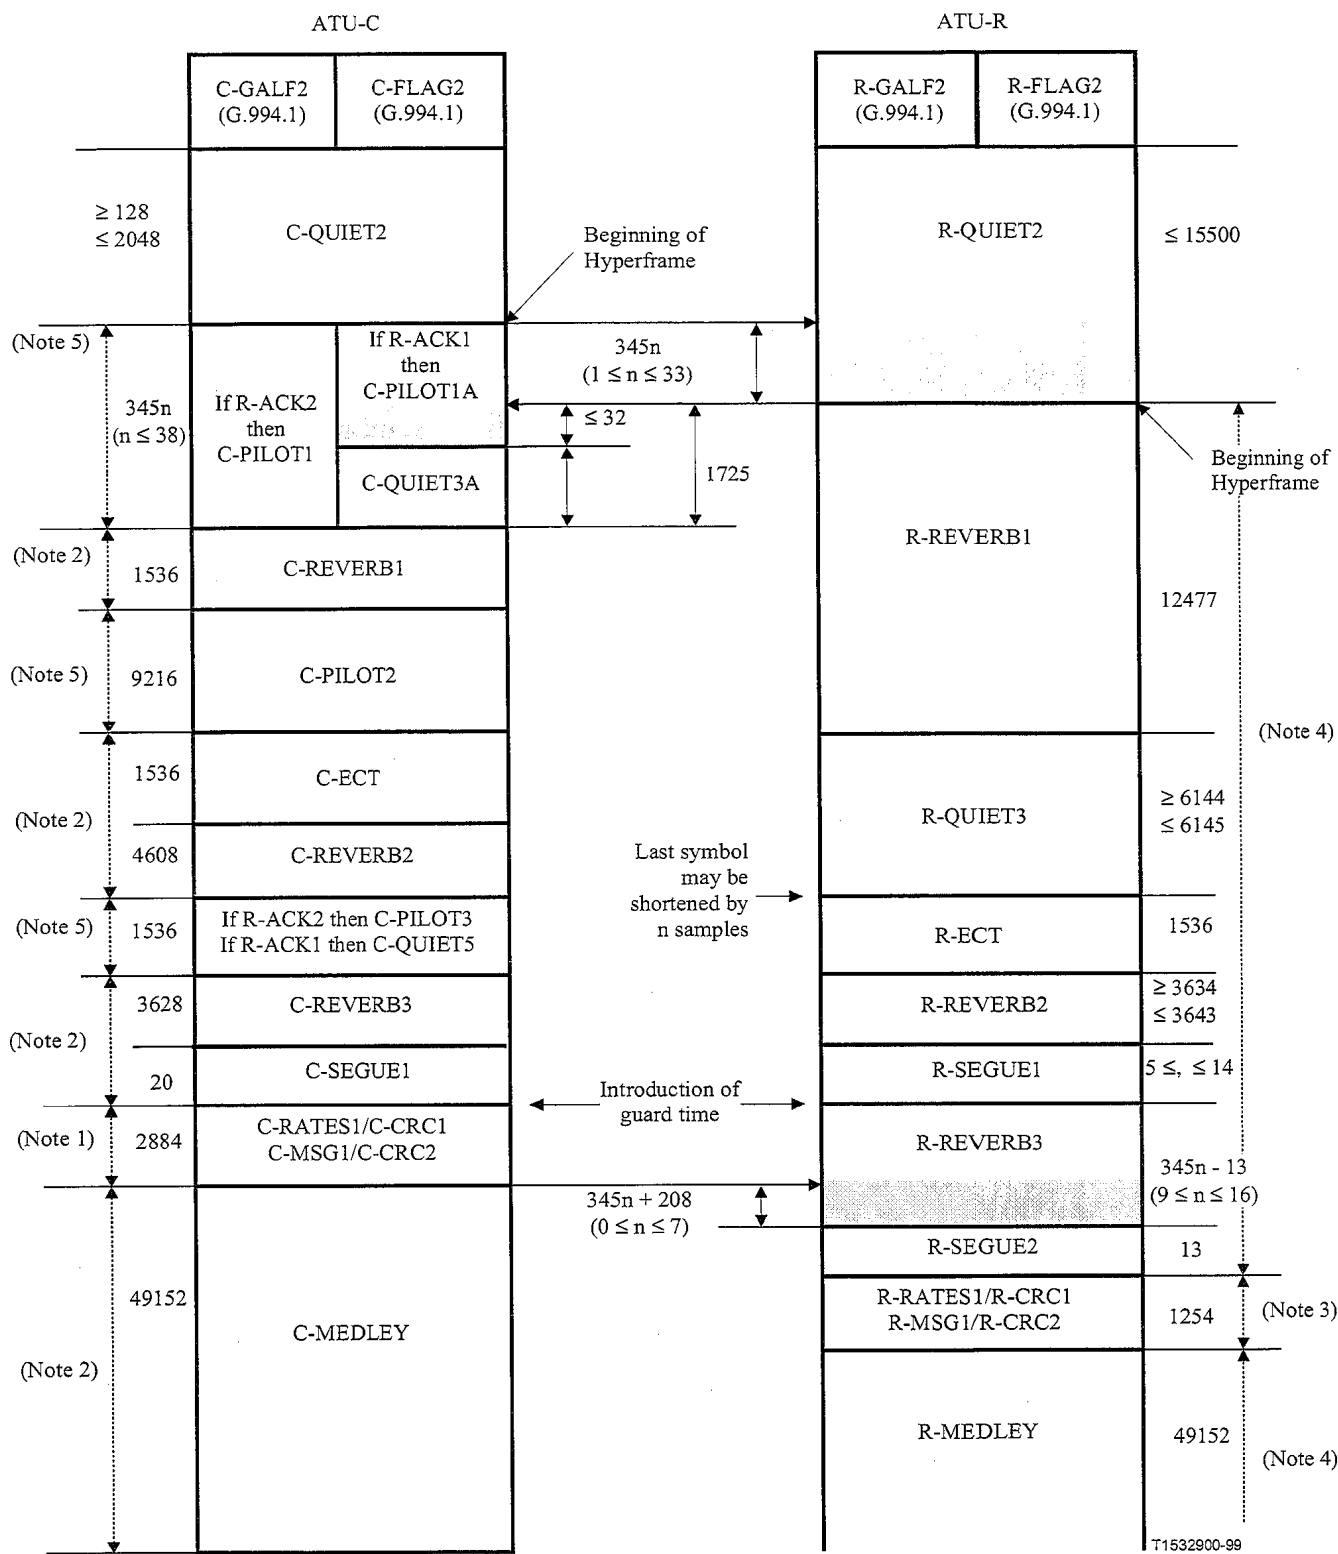 ATU-C
ATU-R
C-GALF2
(G.994.1)
C-FLAG2
(G.994.1)
R-GALF2
(G.994.1)
R-FLAG2
(G.994.1)
≥ 128
≤ 2048
C-QUIET2
Beginning of
Hyperframe
R-QUIET2
≤ 15500
(Note 5)
345n
(n ≤ 38)
If R-ACK2
then
C-PILOT1
If R-ACK1
then
C-PILOT1A
345n
(1 ≤ n ≤ 33)
≤ 32
C-QUIET3A
1725
Beginning of
Hyperframe
R-REVERB1
12477
(Note 2)
1536
C-REVERB1
(Note 5)
9216
C-PILOT2
(Note 4)
1536
C-ECT
(Note 2)
4608
C-REVERB2
R-QUIET3
≥ 6144
≤ 6145
Last symbol
may be
shortened by
n samples
(Note 5)
1536
If R-ACK2 then C-PILOT3
If R-ACK1 then C-QUIET5
R-ECT
1536
3628
C-REVERB3
R-REVERB2
≥ 3634
≤ 3643
(Note 2)
20
C-SEGUE1
R-SEGUE1
5 ≤, ≤ 14
Introduction of
guard time
(Note 1)
2884
C-RATES1/C-CRC1
C-MSG1/C-CRC2
R-REVERB3
345n - 13
(9 ≤ n ≤ 16)
345n + 208
(0 ≤ n ≤ 7)
R-SEGUE2
13
49152
C-MEDLEY
(Note 2)
R-RATES1/R-CRC1
R-MSG1/R-CRC2
1254
(Note 3)
R-MEDLEY
49152
(Note 4)
T1532900-99